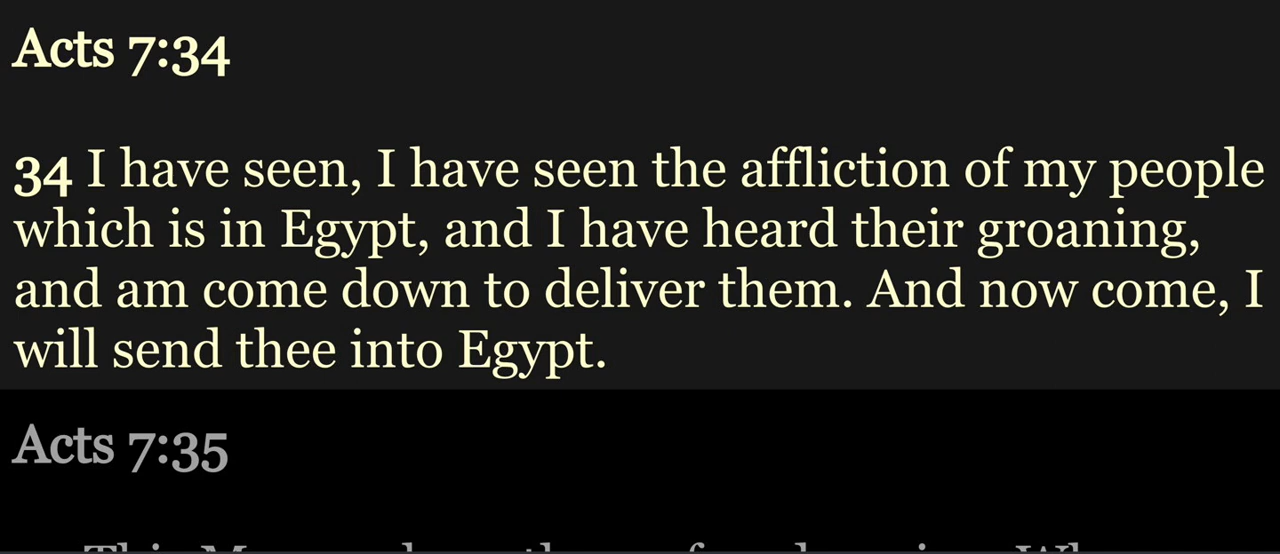 Acts 7:34
34 I have seen, I have seen the affliction of my people
which is in Egypt, and I have heard their groaning,
and am come down to deliver them. And now come, I
will send thee into Egypt.
Acts 7:35